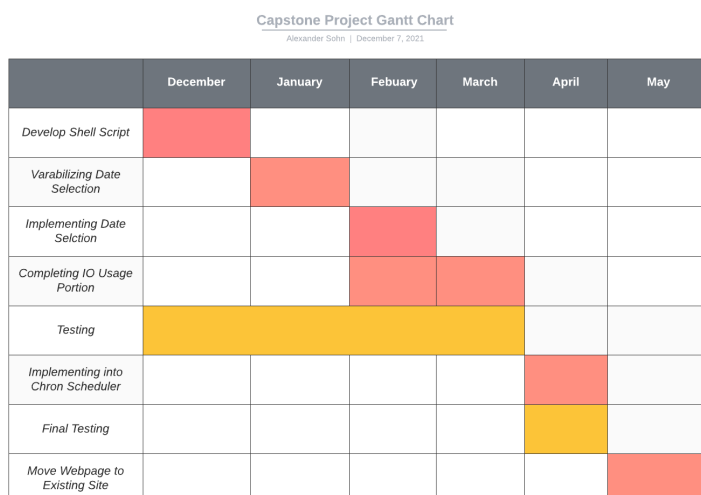 Capstone Project Gantt Chart
Alexander Sohn | December 7, 2021
December January Febuary March April May
Develop Shell Script
Varabilizing Date
Selection
Implementing Date
Selction
Completing IO Usage
Portion
Testing
Implementing into
Chron Scheduler
Final Testing
Move Webpage to
Existing Site